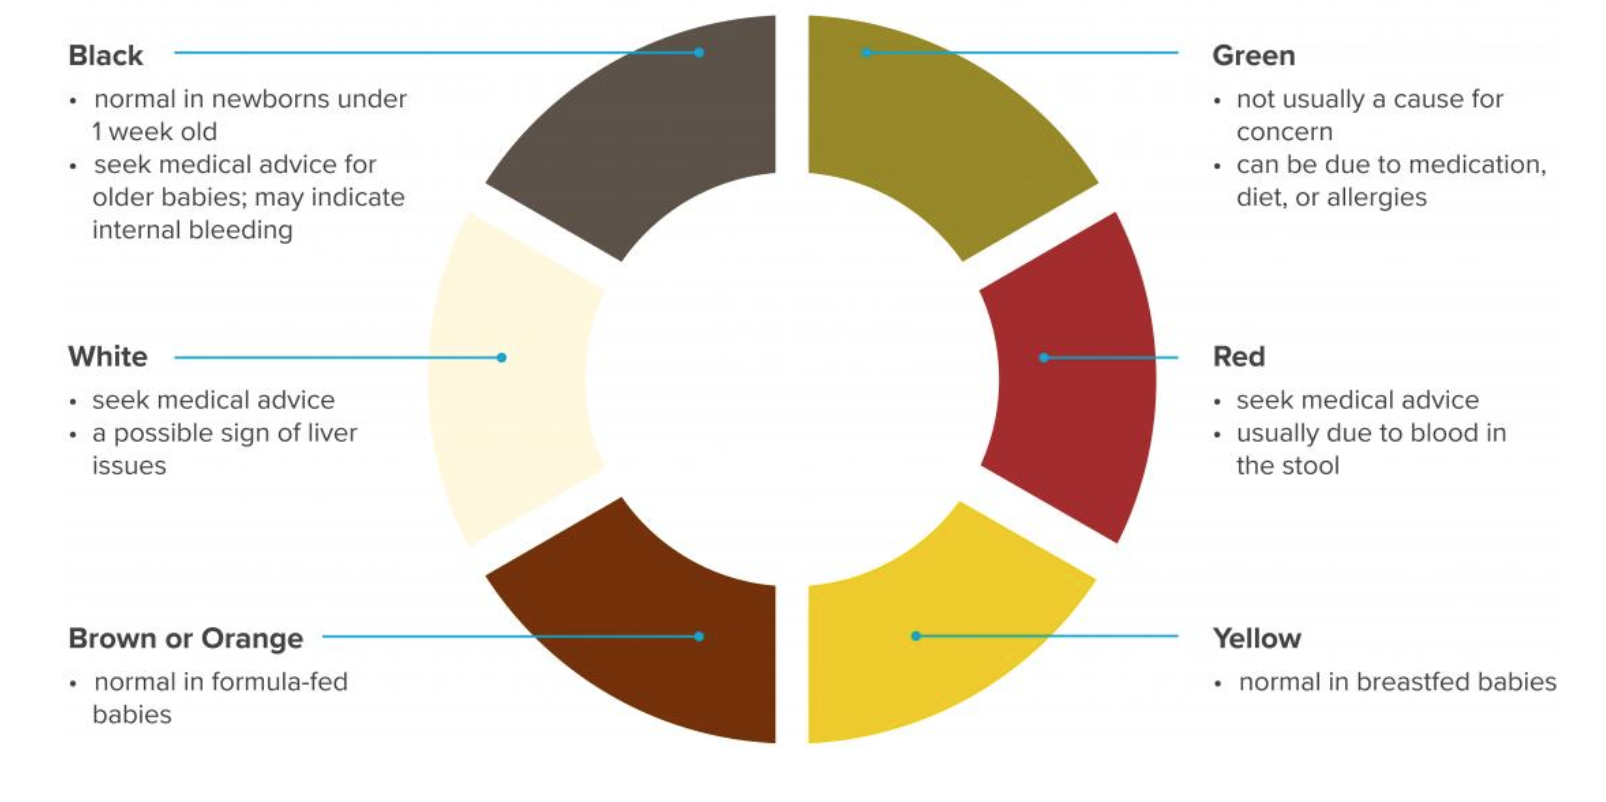 Black
• normal in newborns under
1 week old
• seek medical advice for
older babies; may indicate
internal bleeding
Green
• not usually a cause for
concern
• can be due to medication,
diet, or allergies
White
• seek medical advice
• a possible sign of liver
issues
Red
• seek medical advice
• usually due to blood in
the stool
Brown or Orange
• normal in formula-fed
babies
Yellow
• normal in breastfed babies